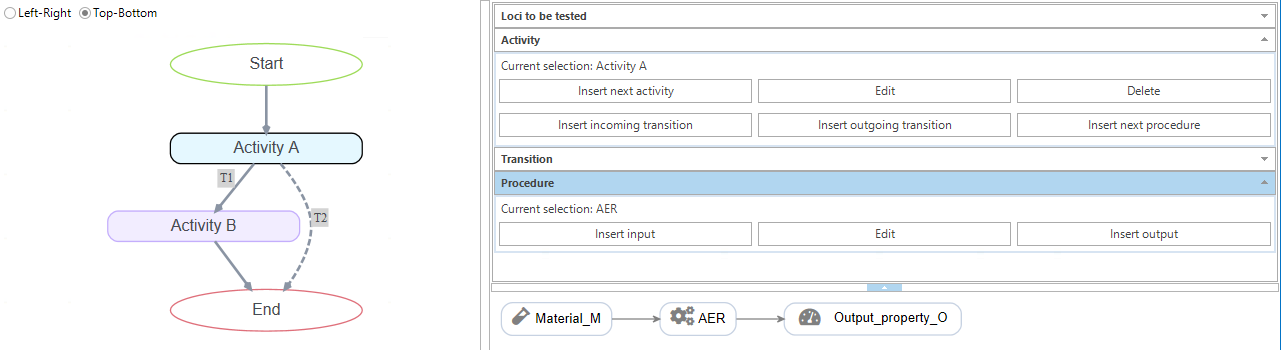 Left-Right Top-Bottom
Start
Activity A
T1
T2
Activity B
End
Loci to be tested
Activity
Current selection: Activity A
Insert next activity Edit Delete
Insert incoming transition Insert outgoing transition Insert next procedure
Transition
Procedure
Current selection: AER
Insert input Edit Insert output
Material_M AER Output_property_O